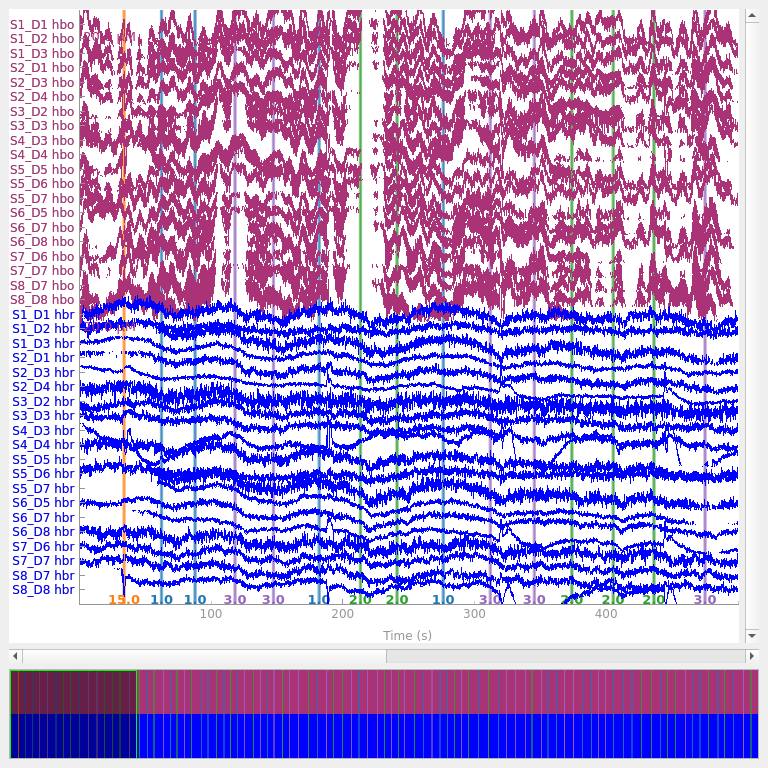 S1_D1 hbo
S1_D2 hbo
S1_D3 hbo
S2_D1 hbo
S2_D3 hbo
S2_D4 hbo
S3_D2 hbo
S3_D3 hbo
S4_D3 hbo
S4_D4 hbo
S5_D5 hbo
S5_D6 hbo
S5_D7 hbo
S6_D5 hbo
S6_D7 hbo
S6_D8 hbo
S7_D6 hbo
S7_D7 hbo
S8_D7 hbo
S8_D8 hbo
S1_D1 hbr
S1_D2 hbr
S1_D3 hbr
S2_D1 hbr
S2_D3 hbr
S2_D4 hbr
S3_D2 hbr
S3_D3 hbr
S4_D3 hbr
S4_D4 hbr
S5_D5 hbr
S5_D6 hbr
S5_D7 hbr
S6_D5 hbr
S6_D7 hbr
S6_D8 hbr
S7_D6 hbr
S7_D7 hbr
S8_D7 hbr
S8_D8 hbr
15.0 1.0 1.0 3.0 3.0 1.0 2.0 2.0 1.0 3.0 3.0 2.0 2.0 2.0 3.0
100 200 300 400
Time (s)